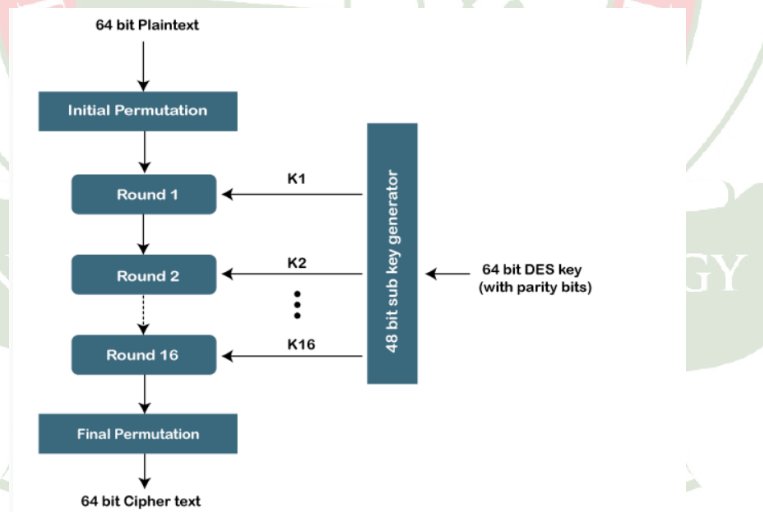 64 bit Plaintext
Initial Permutation
Round 1
K1
Round 2
K2
Round 16
K16
48 bit sub key generator
64 bit DES key
(with parity bits)
Final Permutation
64 bit Cipher text
GY